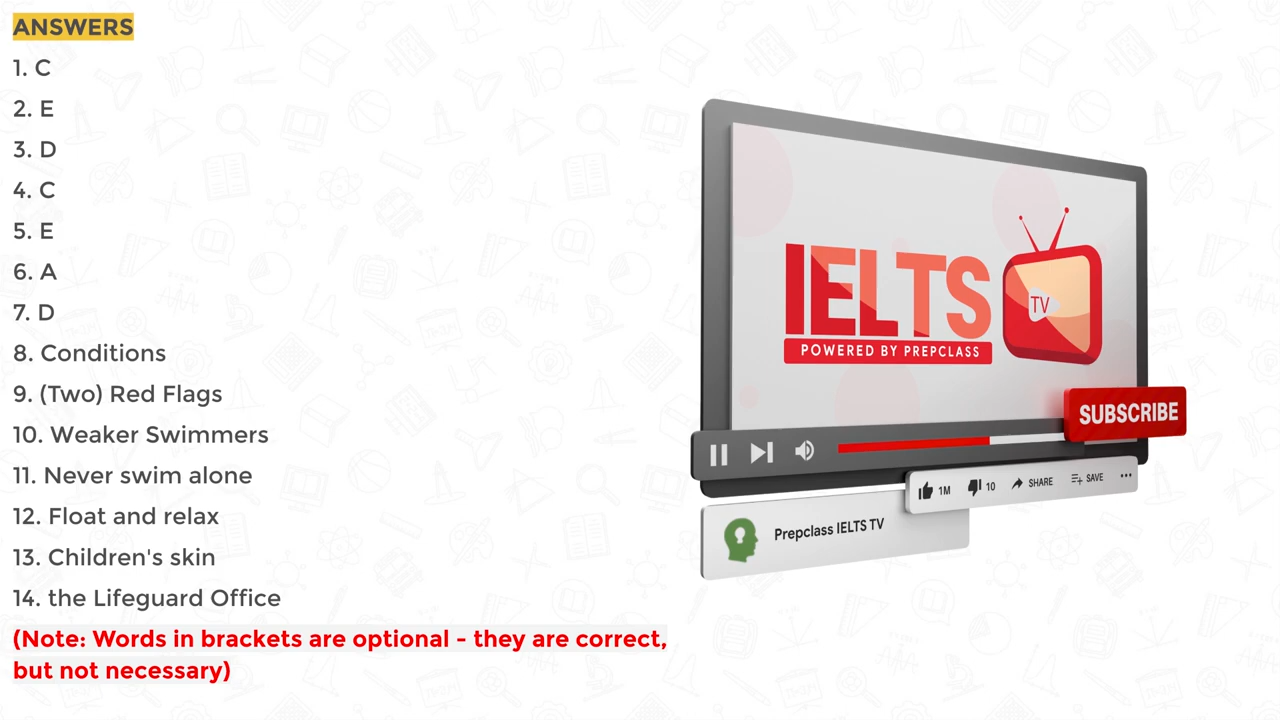 ANSWERS
1. C
2. E
3. D
4. C
5. E
6. A
7. D
8. Conditions
9. (Two) Red Flags
10. Weaker Swimmers
11. Never swim alone
12. Float and relax
13. Children's skin
14. the Lifeguard Office
(Note: Words in brackets are optional - they are correct,
but not necessary)
IELTS
TV
POWERED BY PREPCLASS
SUBSCRIBE
1M 10 SHARE SAVE
Prepclass IELTS TV